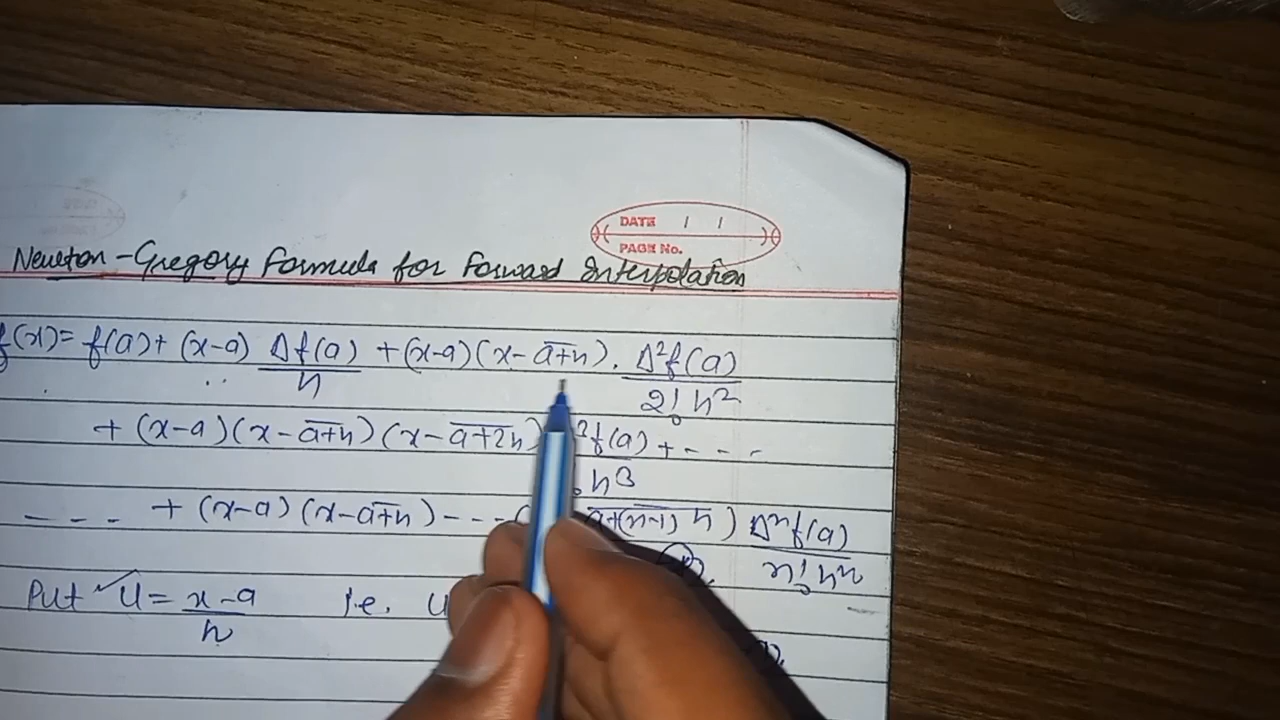 DATE / /
PAGE No.
Newton-Gregory Formula for Forward Interpolation
f(x) = f(a) + (x-a) Δf(a)/h + (x-a)(x-a+h). Δ²f(a)/2! h²
+ (x-a)(x-a+h)(x-a+2h) ³f(a)/h³ + - - -
- - - + (x-a)(x-a+h) - - - ( a+(n-1)h) Δⁿf(a)/n! hⁿ
Put ✓ u = x-a/h i.e. u